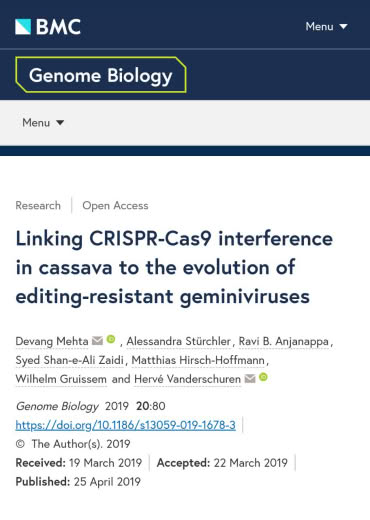 BMC
Menu
Genome Biology
Menu
Research | Open Access
Linking CRISPR-Cas9 interference
in cassava to the evolution of
editing-resistant geminiviruses
Devang Mehta, Alessandra Stürchler, Ravi B. Anjanappa,
Syed Shan-e-Ali Zaidi, Matthias Hirsch-Hoffmann,
Wilhelm Gruissem and Hervé Vanderschuren
Genome Biology 2019 20:80 |
https://doi.org/10.1186/s13059-019-1678-3 |
© The Author(s). 2019
Received: 19 March 2019 | Accepted: 22 March 2019 |
Published: 25 April 2019